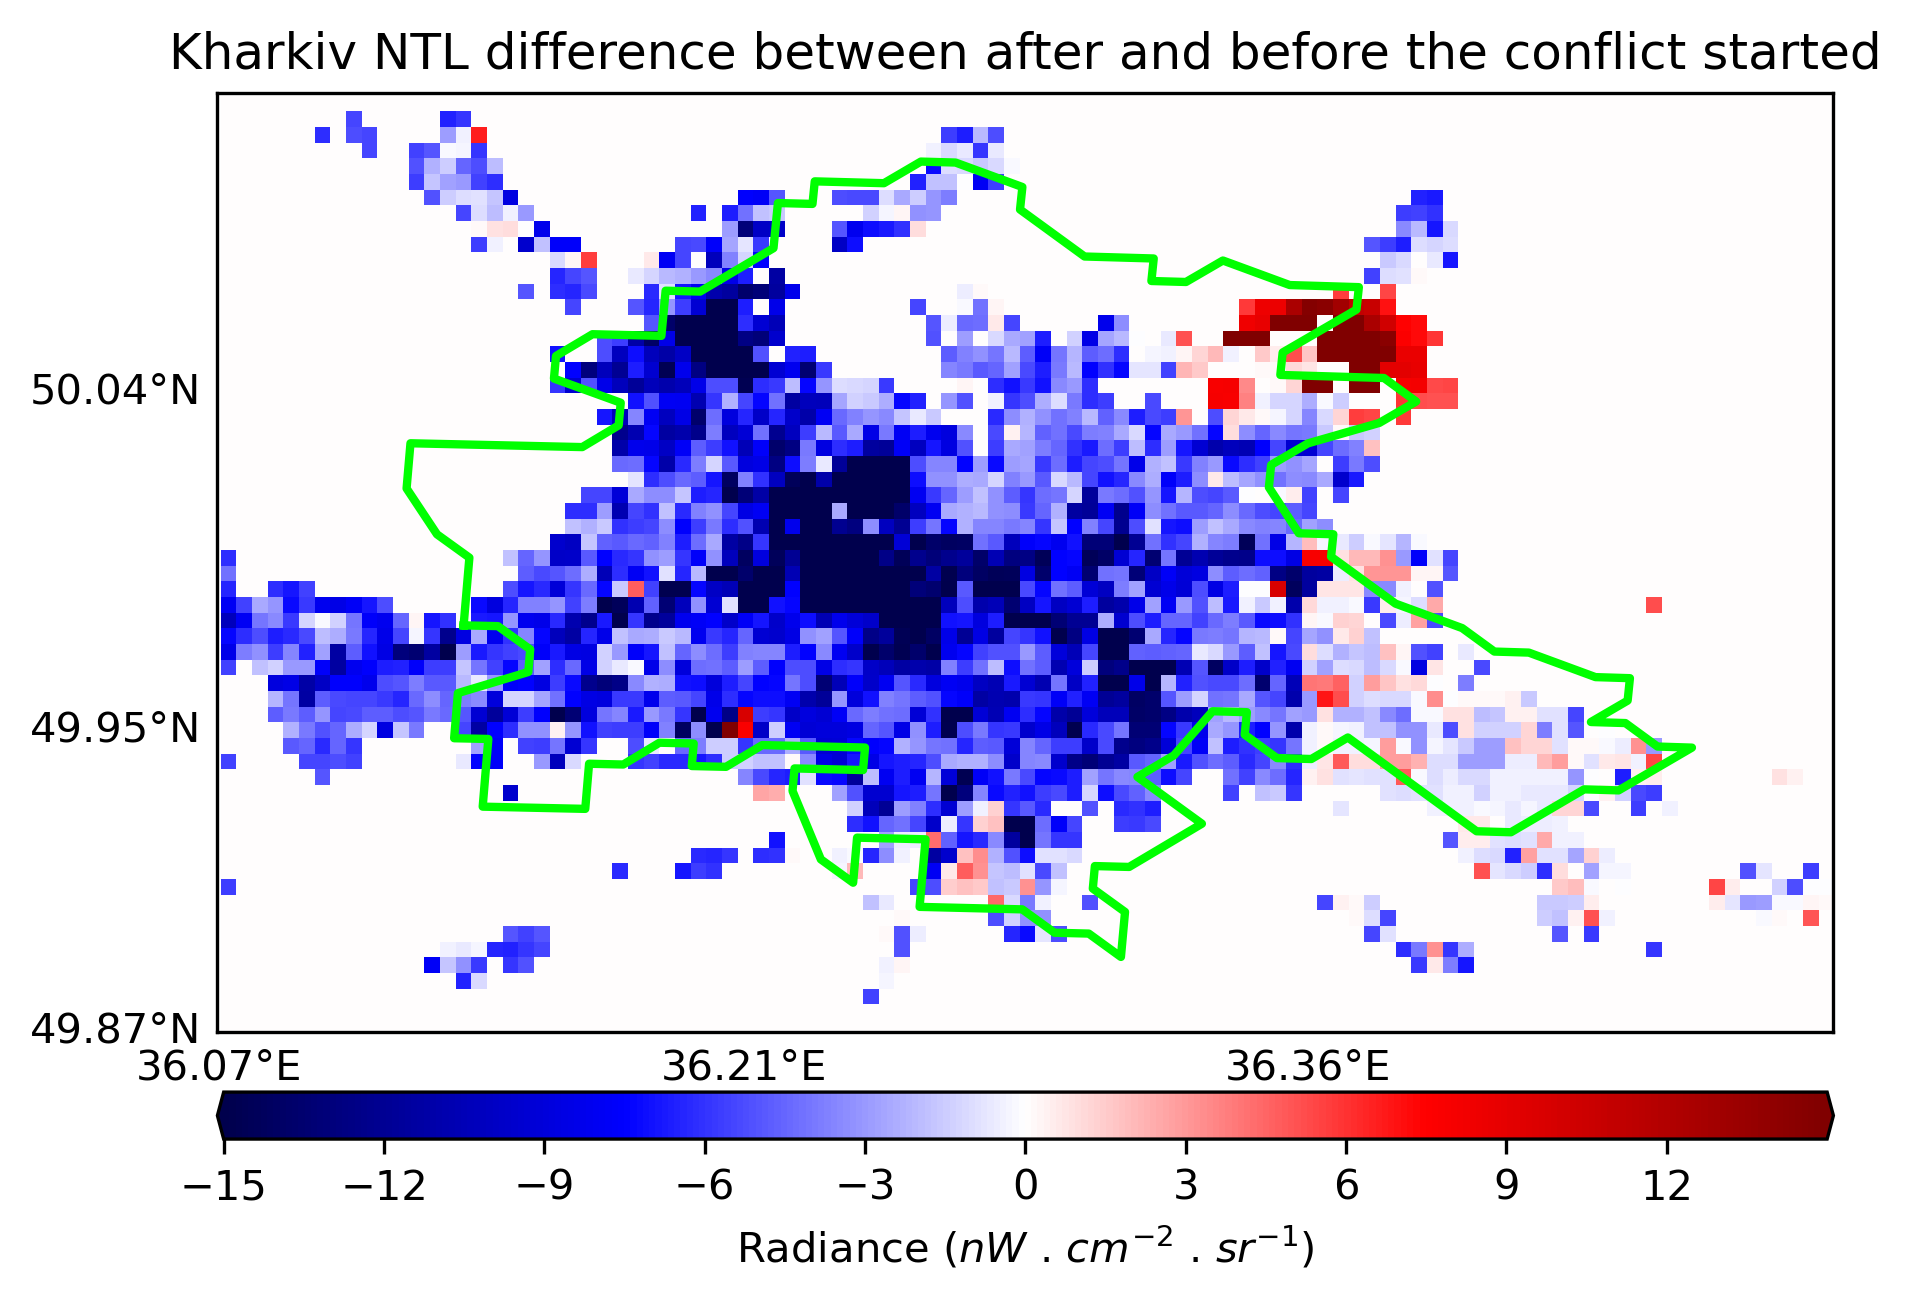 Kharkiv NTL difference between after and before the conflict started
50.04°N
49.95°N
49.87°N
36.07°E 36.21°E 36.36°E
−15 −12 −9 −6 −3 0 3 6 9 12
Radiance (nW . cm⁻² . sr⁻¹)